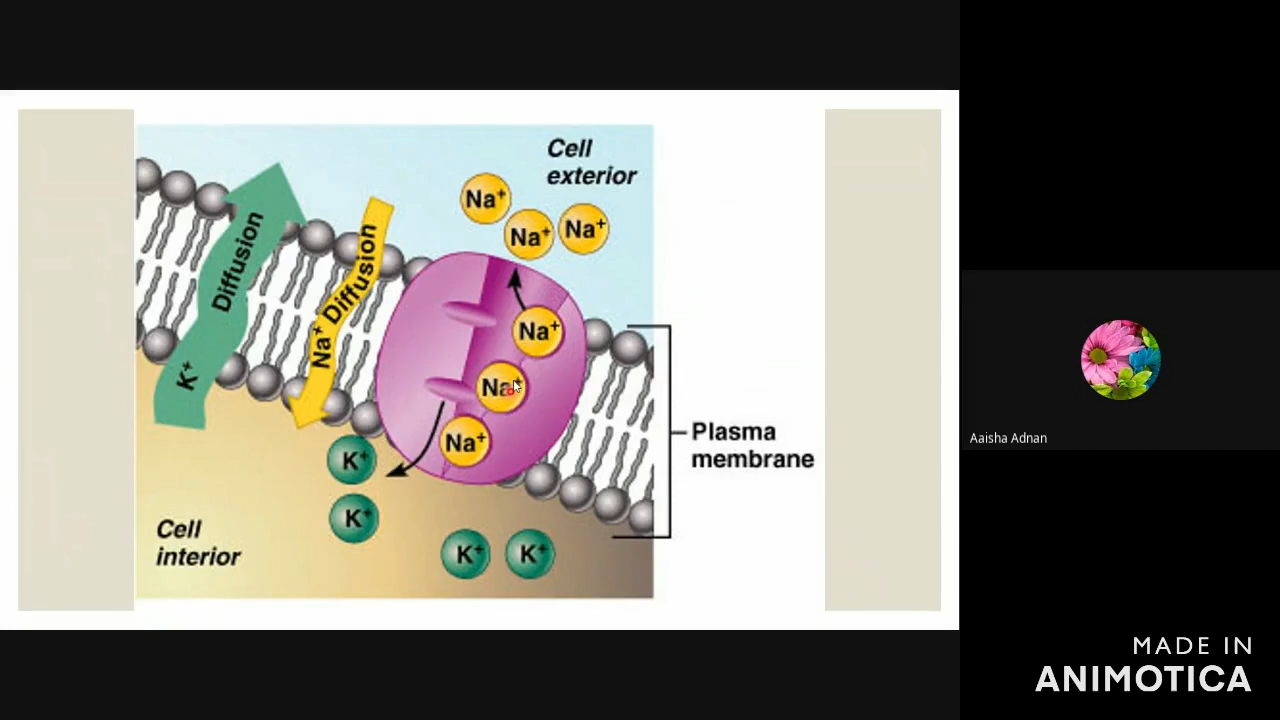 Cell
exterior
Na⁺
Na⁺
Na⁺
Diffusion
K⁺
Na⁺ Diffusion
Na⁺
Na⁺
Na⁺
Plasma
membrane
K⁺
K⁺
K⁺
K⁺
Cell
interior
Aaisha Adnan
MADE IN
ANIMOTICA